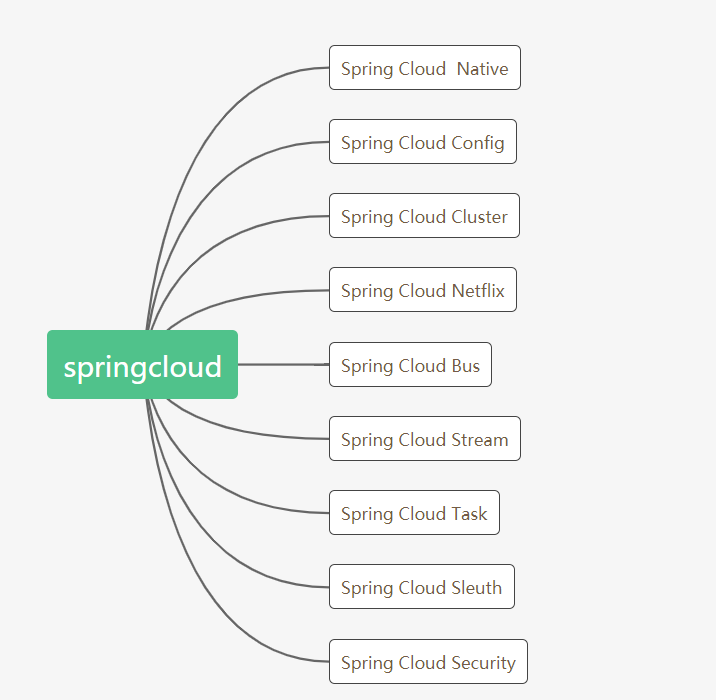 Spring Cloud  Native
Spring Cloud Config
Spring Cloud Cluster
Spring Cloud Netflix
springcloud
Spring Cloud Bus
Spring Cloud Stream
Spring Cloud Task
Spring Cloud Sleuth
Spring Cloud Security